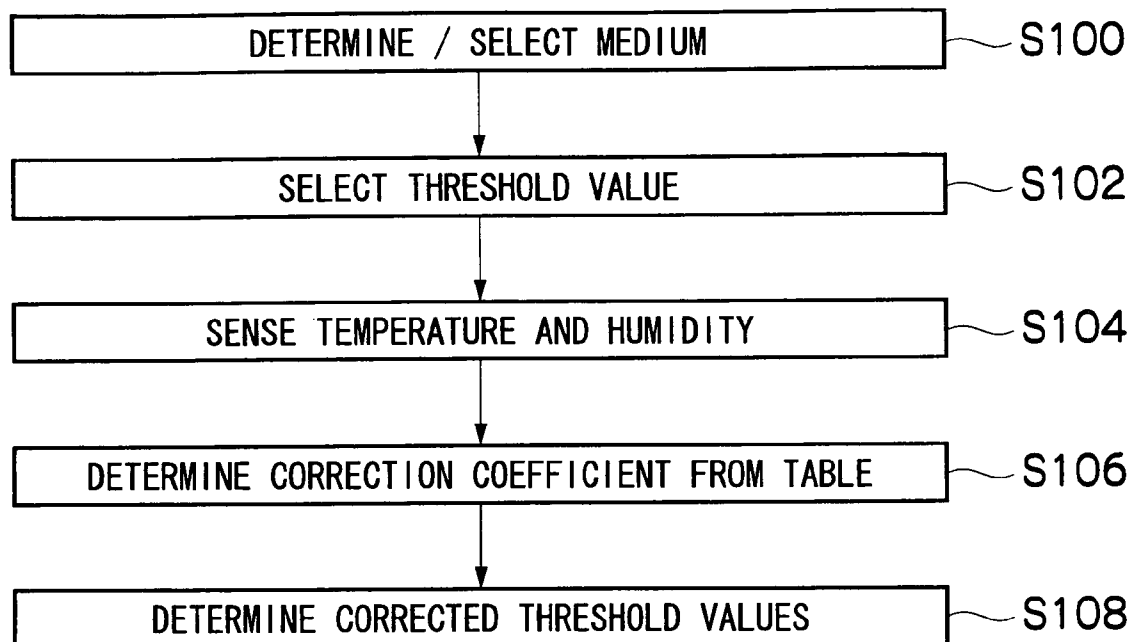 DETERMINE / SELECT MEDIUM S100
SELECT THRESHOLD VALUE S102
SENSE TEMPERATURE AND HUMIDITY S104
DETERMINE CORRECTION COEFFICIENT FROM TABLE S106
DETERMINE CORRECTED THRESHOLD VALUES S108